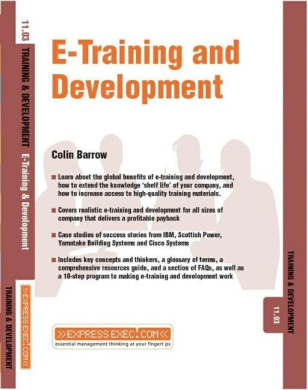 11.03 TRAINING & DEVELOPMENT E-Training & Development
TRAINING & DEVELOPMENT
>>EXPRESSEXEC.COM<<
E-Training and
Development
Colin Barrow
■ Learn about the global benefits of e-training and development,
how to extend the knowledge 'shelf life' of your company, and
how to increase access to high-quality training materials.
■ Covers realistic e-training and development for all sizes of
company that delivers a profitable payback
■ Case studies of success stories from IBM, Scottish Power,
Yamatake Building Systems and Cisco Systems
■ Includes key concepts and thinkers, a glossary of terms, a
comprehensive resources guide, and a section of FAQs, as well as
a 10-step program to making e-training and development work
>>EXPRESS EXEC.COM<<
essential management thinking at your fingertips
11.03
TRAINING & DEVELOPMENT